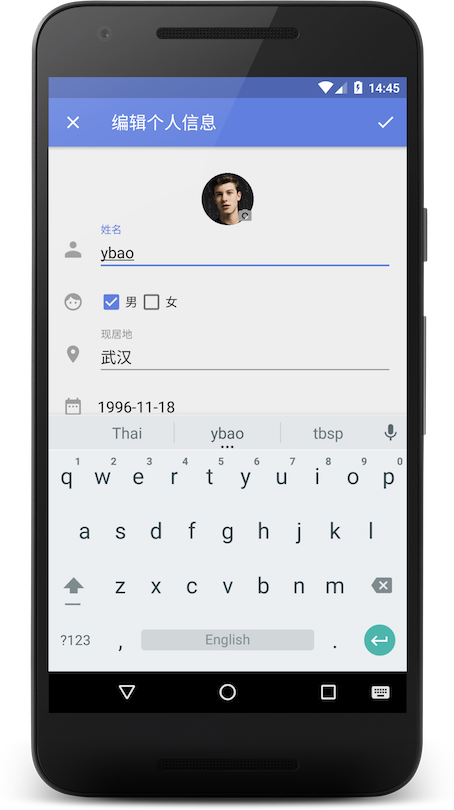 14:45
编辑个人信息
姓名
ybao
男 女
现居地
武汉
1996-11-18
Thai ybao tbsp
1 2 3 4 5 6 7 8 9 0
q w e r t y u i o p
a s d f g h j k l
z x c v b n m
?123 , English .